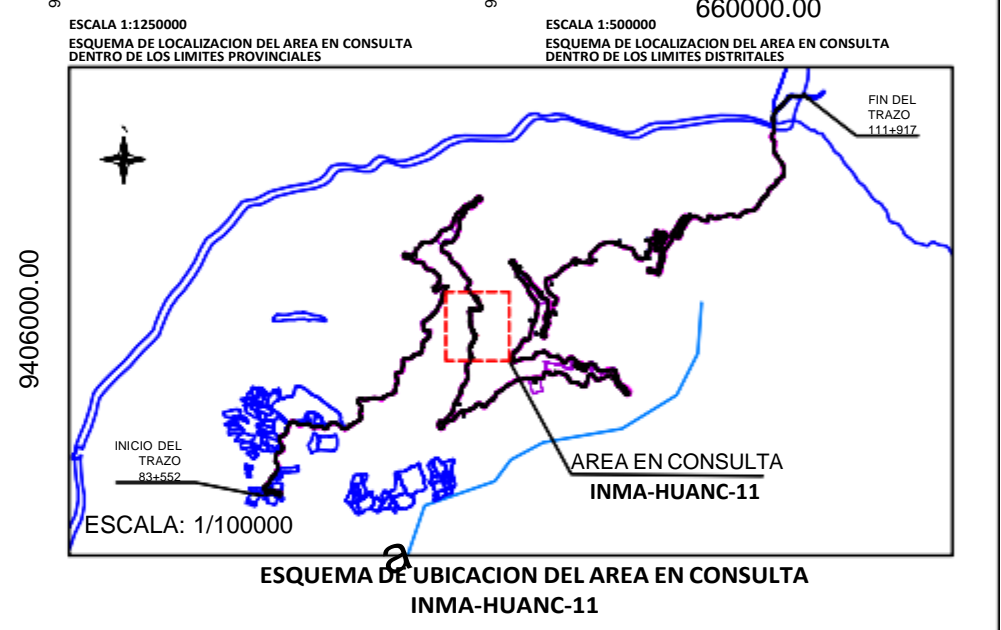 660000.00
ESCALA 1:1250000
ESQUEMA DE LOCALIZACION DEL AREA EN CONSULTA
DENTRO DE LOS LIMITES PROVINCIALES
ESCALA 1:500000
ESQUEMA DE LOCALIZACION DEL AREA EN CONSULTA
DENTRO DE LOS LIMITES DISTRITALES
FIN DEL
TRAZO
111+917
9406000.00
INICIO DEL
TRAZO
83+552
AREA EN CONSULTA
INMA-HUANC-11
ESCALA: 1/100000
a
ESQUEMA DE UBICACION DEL AREA EN CONSULTA
INMA-HUANC-11